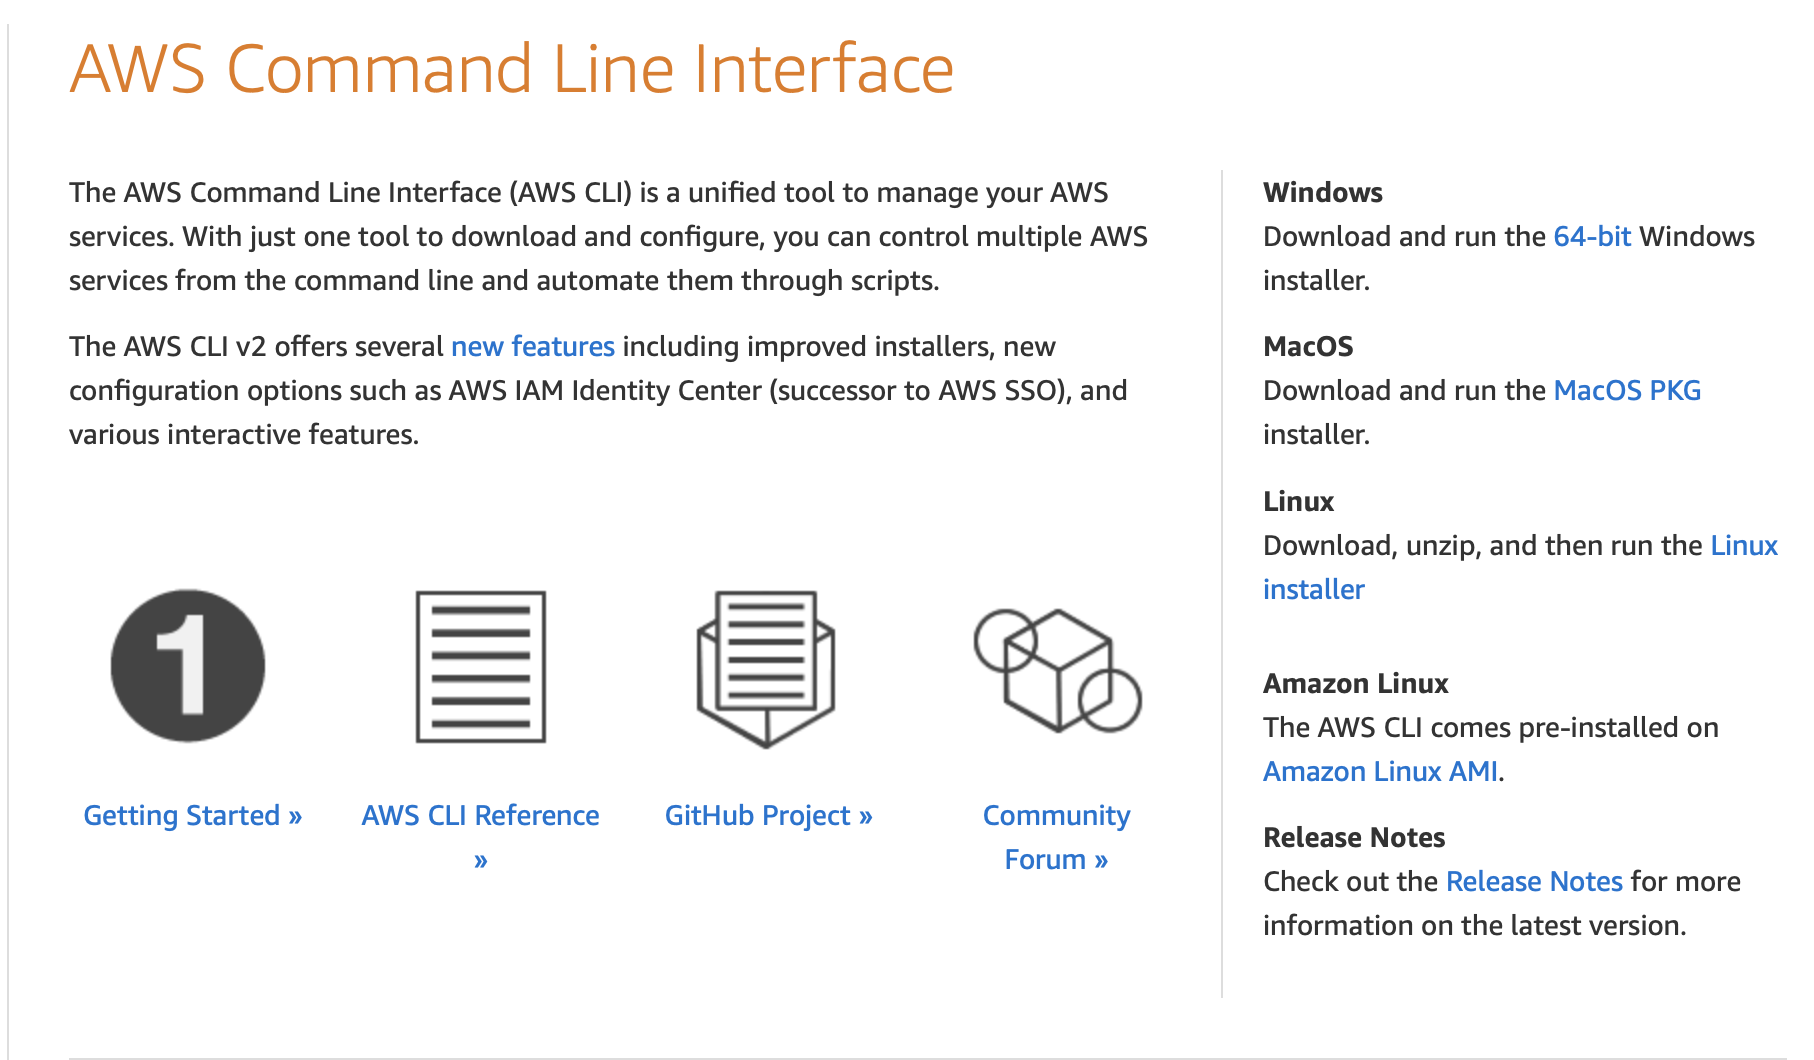 AWS Command Line Interface
The AWS Command Line Interface (AWS CLI) is a unified tool to manage your AWS
services. With just one tool to download and configure, you can control multiple AWS
services from the command line and automate them through scripts.
The AWS CLI v2 offers several new features including improved installers, new
configuration options such as AWS IAM Identity Center (successor to AWS SSO), and
various interactive features.
1
Getting Started »
AWS CLI Reference
»
GitHub Project »
Community
Forum »
Windows
Download and run the 64-bit Windows
installer.
MacOS
Download and run the MacOS PKG
installer.
Linux
Download, unzip, and then run the Linux
installer
Amazon Linux
The AWS CLI comes pre-installed on
Amazon Linux AMI.
Release Notes
Check out the Release Notes for more
information on the latest version.